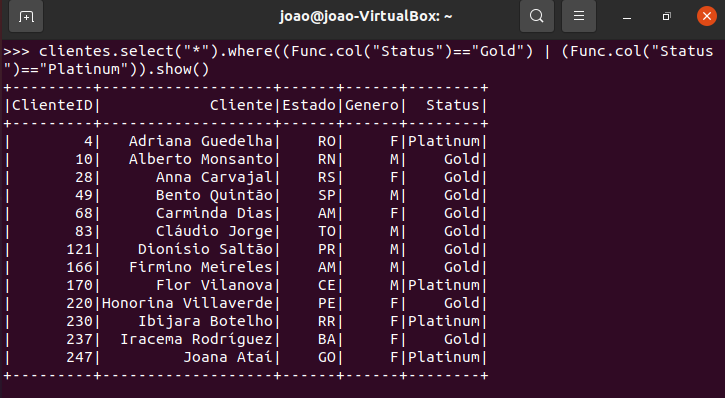 joao@joao-VirtualBox: ~
>>> clientes.select("*").where((Func.col("Status")=="Gold") | (Func.col("Status
")=="Platinum")).show()
+---------+-------------------+------+------+--------+
|ClienteID|            Cliente|Estado|Genero|  Status|
+---------+-------------------+------+------+--------+
|        4|   Adriana Guedelha|    RO|     F|Platinum|
|       10|   Alberto Monsanto|    RN|     M|    Gold|
|       28|      Anna Carvajal|    RS|     F|    Gold|
|       49|      Bento Quintão|    SP|     M|    Gold|
|       68|      Carminda Dias|    AM|     F|    Gold|
|       83|      Cláudio Jorge|    TO|     M|    Gold|
|      121|    Dionísio Saltão|    PR|     M|    Gold|
|      166|   Firmino Meireles|    AM|     M|    Gold|
|      170|      Flor Vilanova|    CE|     M|Platinum|
|      220|Honorina Villaverde|    PE|     F|    Gold|
|      230|    Ibijara Botelho|    RR|     F|Platinum|
|      237|  Iracema Rodríguez|    BA|     F|    Gold|
|      247|         Joana Ataí|    GO|     F|Platinum|
+---------+-------------------+------+------+--------+